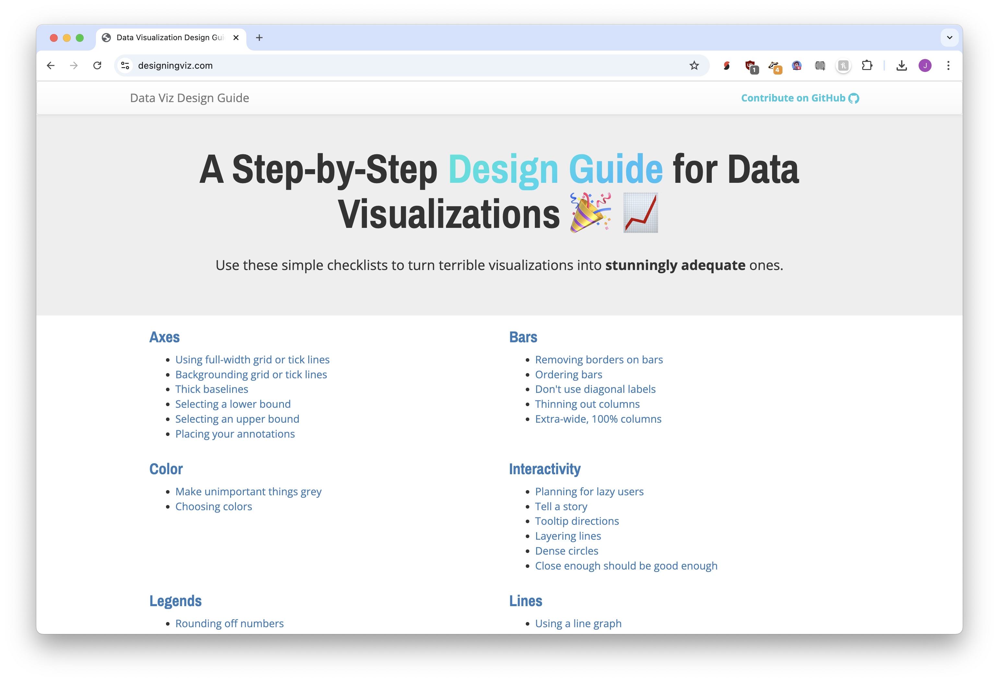 Data Visualization Design Gui
designingviz.com
1
4
J
Data Viz Design Guide
Contribute on GitHub
A Step-by-Step Design Guide for Data
Visualizations 🎉 📈
Use these simple checklists to turn terrible visualizations into stunningly adequate ones.
Axes
Using full-width grid or tick lines
Backgrounding grid or tick lines
Thick baselines
Selecting a lower bound
Selecting an upper bound
Placing your annotations
Bars
Removing borders on bars
Ordering bars
Don't use diagonal labels
Thinning out columns
Extra-wide, 100% columns
Color
Make unimportant things grey
Choosing colors
Interactivity
Planning for lazy users
Tell a story
Tooltip directions
Layering lines
Dense circles
Close enough should be good enough
Legends
Rounding off numbers
Lines
Using a line graph